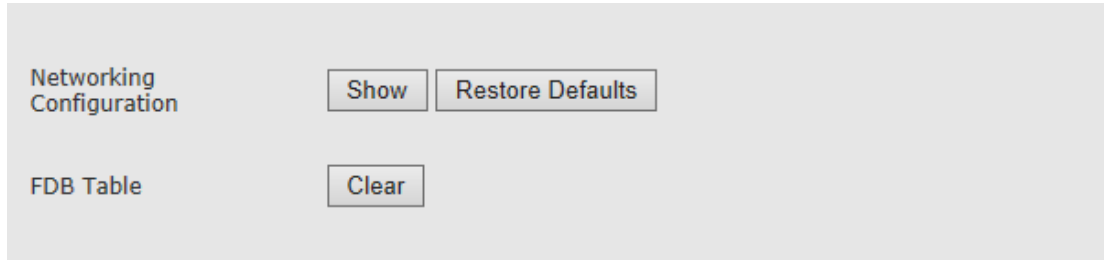 Networking
Configuration
Show
Restore Defaults
FDB Table
Clear